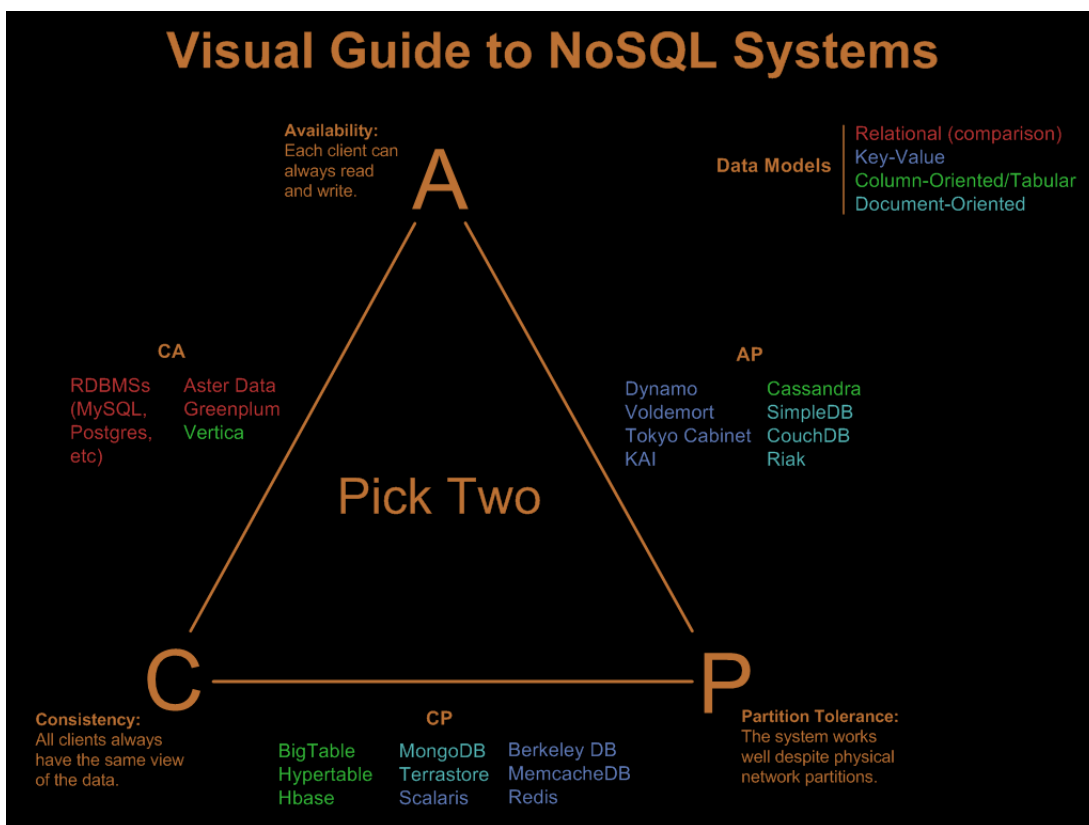 Visual Guide to NoSQL Systems
Availability:
Each client can
always read
and write.
A
Data Models
Relational (comparison)
Key-Value
Column-Oriented/Tabular
Document-Oriented
CA
RDBMSs
(MySQL,
Postgres,
etc)
Aster Data
Greenplum
Vertica
AP
Dynamo
Voldemort
Tokyo Cabinet
KAI
Cassandra
SimpleDB
CouchDB
Riak
Pick Two
C
P
Consistency:
All clients always
have the same view
of the data.
CP
BigTable
Hypertable
Hbase
MongoDB
Terrastore
Scalaris
Berkeley DB
MemcacheDB
Redis
Partition Tolerance:
The system works
well despite physical
network partitions.